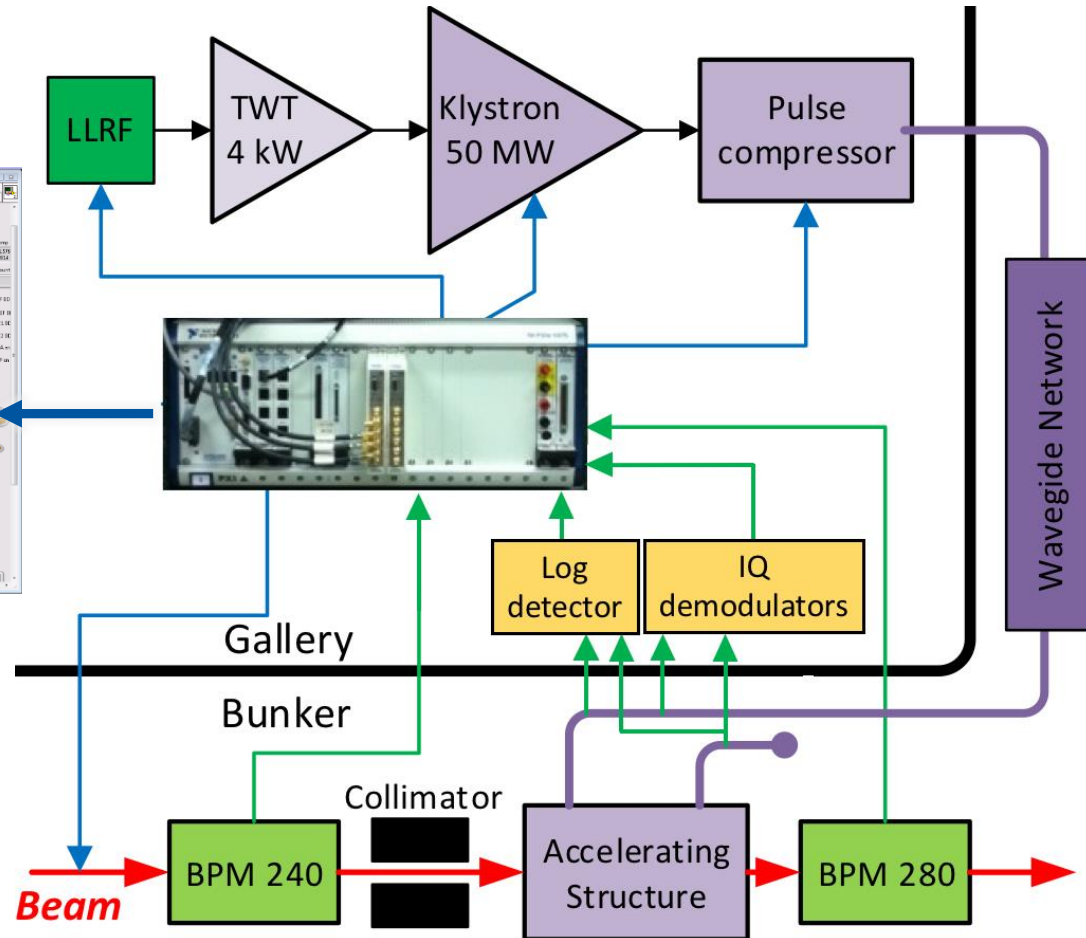 LLRF
TWT
4 kW
Klystron
50 MW
Pulse
compressor
Wavegide Network
Log
detector
IQ
demodulators
Gallery
Bunker
Collimator
BPM 240
Accelerating
Structure
BPM 280
Beam